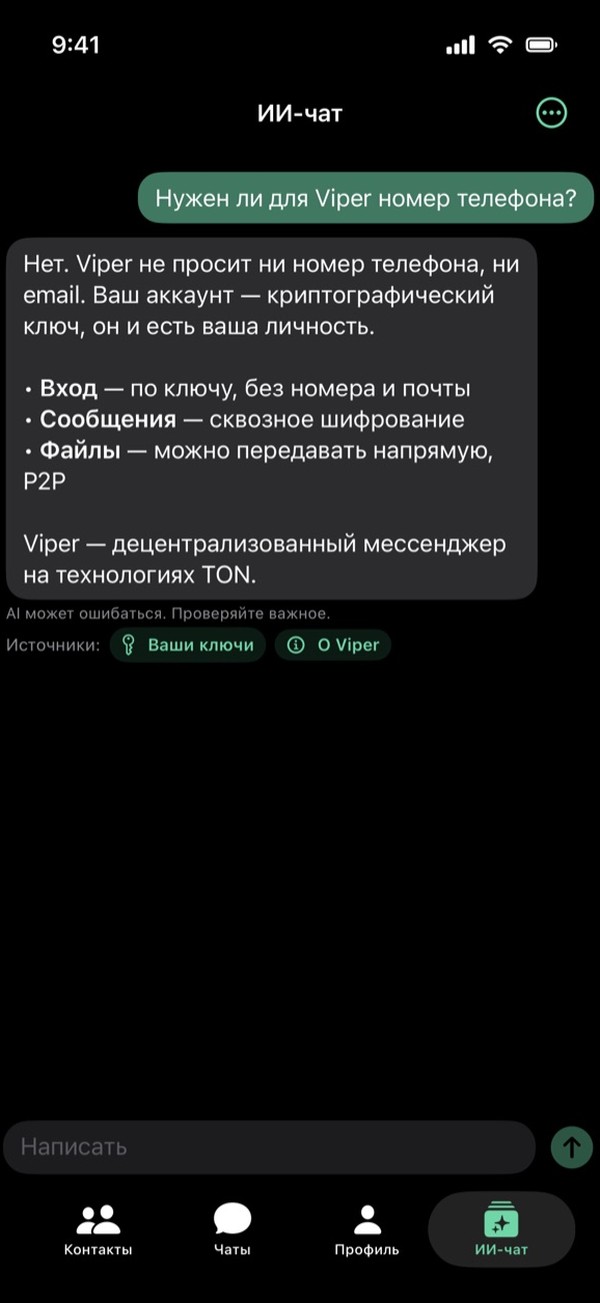 9:41
ИИ-чат
Нужен ли для Viper номер телефона?
Нет. Viper не просит ни номер телефона, ни
email. Ваш аккаунт — криптографический
ключ, он и есть ваша личность.
• Вход — по ключу, без номера и почты
• Сообщения — сквозное шифрование
• Файлы — можно передавать напрямую,
P2P
Viper — децентрализованный мессенджер
на технологиях TON.
AI может ошибаться. Проверяйте важное.
Источники: Ваши ключи О Viper
Написать
Контакты Чаты Профиль ИИ-чат